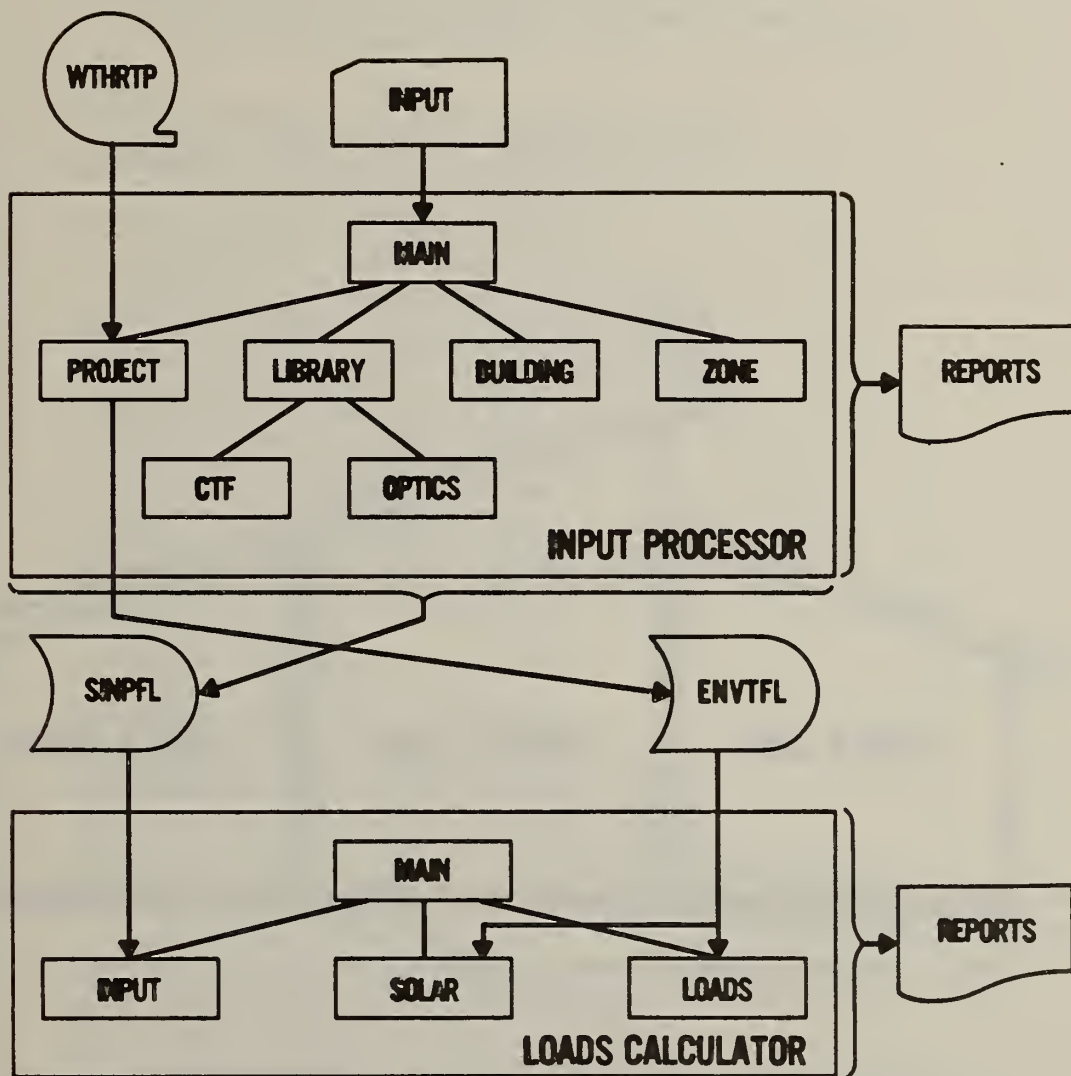 WTHRTP
INPUT
MAIN
PROJECT
LIBRARY
BUILDING
ZONE
REPORTS
CTF
OPTICS
INPUT PROCESSOR
SINPFL
ENVTFL
MAIN
REPORTS
INPUT
SOLAR
LOADS
LOADS CALCULATOR